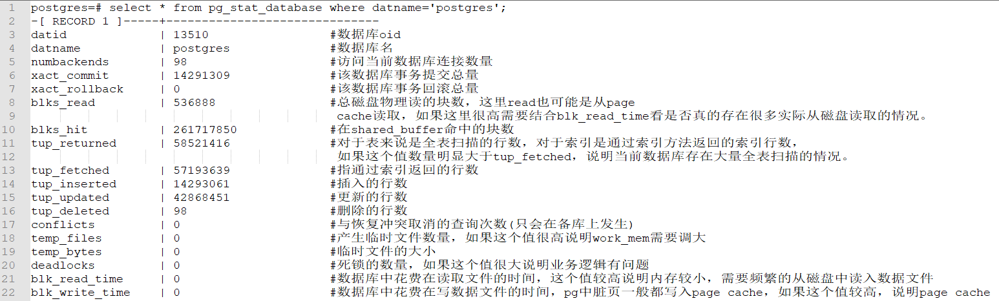 1 postgres=# select * from pg_stat_database where datname='postgres';
2 -[ RECORD 1 ]-----+------------------------------
3 datid | 13510 #数据库oid
4 datname | postgres #数据库名
5 numbackends | 98 #访问当前数据库连接数量
6 xact_commit | 14291309 #该数据库事务提交总量
7 xact_rollback | 0 #该数据库事务回滚总量
8 blks_read | 536888 #总磁盘物理读的块数，这里read也可能是从page
9 cache读取，如果这里很高需要结合blk_read_time看是否真的存在很多实际从磁盘读取的情况。
10 blks_hit | 261717850 #在shared_buffer命中的块数
11 tup_returned | 58521416 #对于表来说是全表扫描的行数，对于索引是通过索引方法返回的索引行数，
12 如果这个值数量明显大于tup_fetched，说明当前数据库存在大量全表扫描的情况。
13 tup_fetched | 57193639 #指通过索引返回的行数
14 tup_inserted | 14293061 #插入的行数
15 tup_updated | 42868451 #更新的行数
16 tup_deleted | 98 #删除的行数
17 conflicts | 0 #与恢复冲突取消的查询次数(只会在备库上发生)
18 temp_files | 0 #产生临时文件数量，如果这个值很高说明work_mem需要调大
19 temp_bytes | 0 #临时文件的大小
20 deadlocks | 0 #死锁的数量，如果这个值很大说明业务逻辑有问题
21 blk_read_time | 0 #数据库中花费在读取文件的时间，这个值较高说明内存较小，需要频繁的从磁盘中读入数据文件
22 blk_write_time | 0 #数据库中花费在写数据文件的时间，pg中脏页一般都写入page cache，如果这个值较高，说明page cache